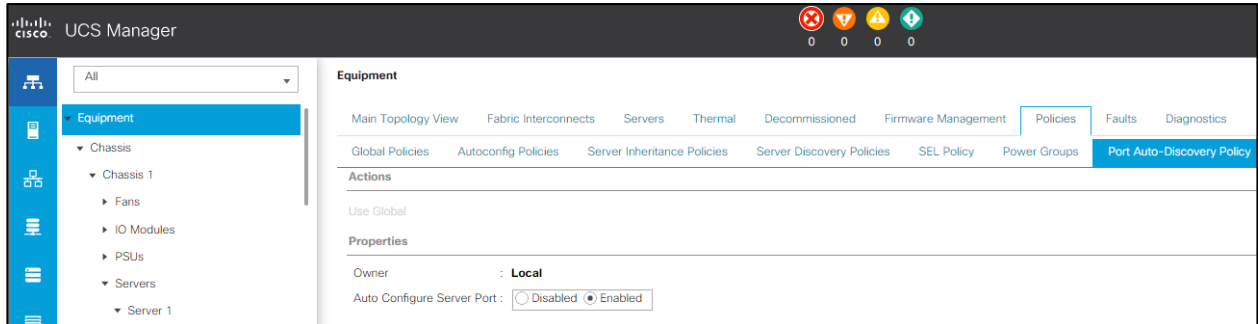 CISCO. UCS Manager
0 0 0 0
All
Equipment
Chassis
Chassis 1
Fans
IO Modules
PSUs
Servers
Server 1
Equipment
Main Topology View Fabric Interconnects Servers Thermal Decommissioned Firmware Management Policies Faults Diagnostics
Global Policies Autoconfig Policies Server Inheritance Policies Server Discovery Policies SEL Policy Power Groups Port Auto-Discovery Policy
Actions
Use Global
Properties
Owner : Local
Auto Configure Server Port : Disabled Enabled